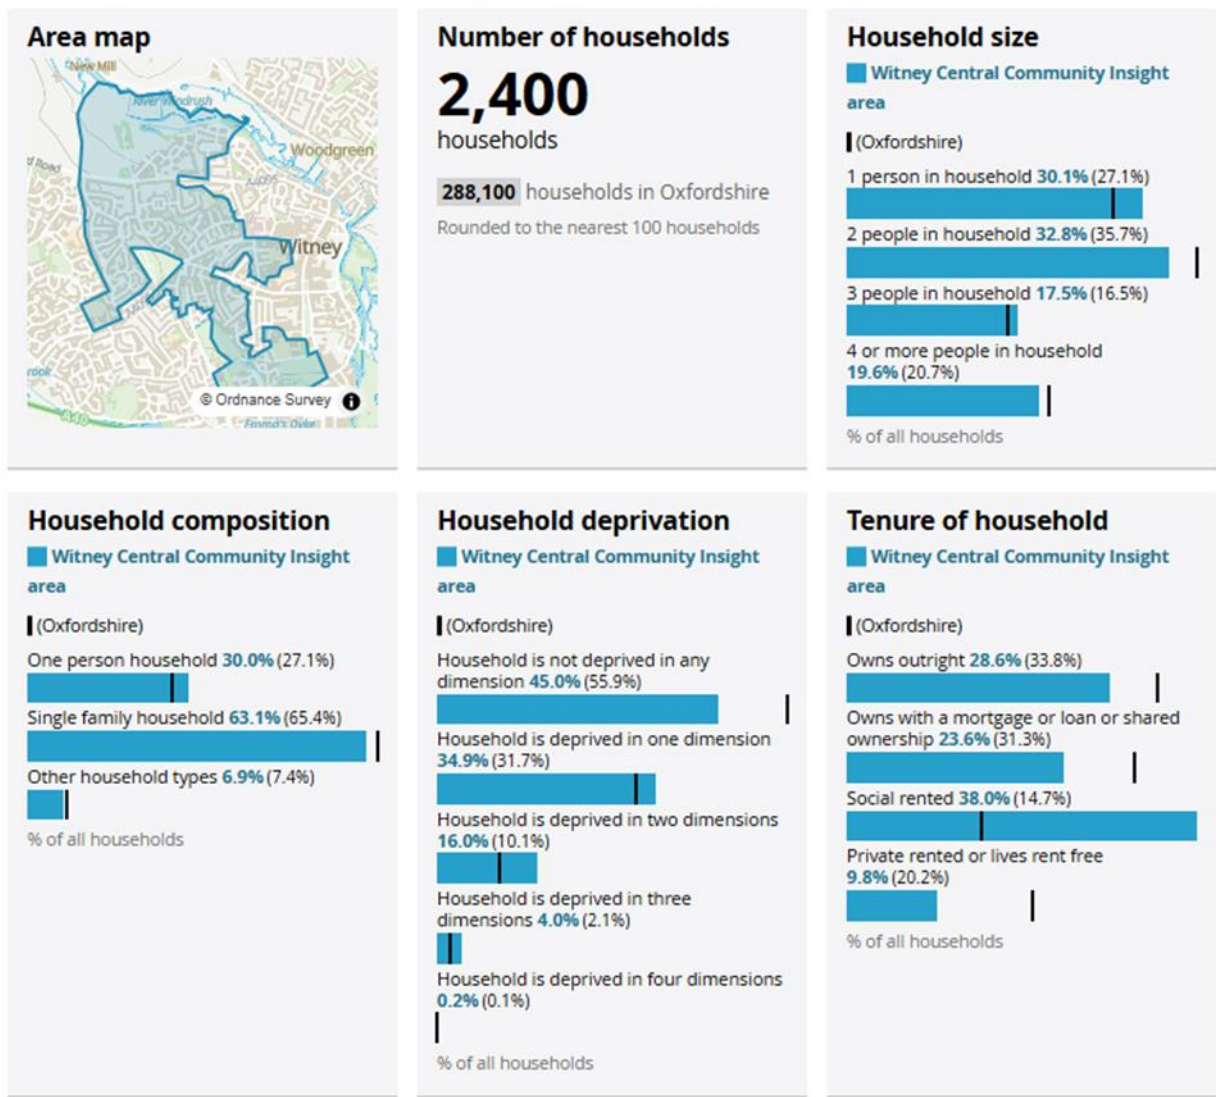 Area map
New Mill
River Windrush
Woodgreen
Witney
© Ordnance Survey
A40
Number of households
2,400
households
288,100 households in Oxfordshire
Rounded to the nearest 100 households
Household size
Witney Central Community Insight
area
(Oxfordshire)
1 person in household 30.1% (27.1%)
2 people in household 32.8% (35.7%)
3 people in household 17.5% (16.5%)
4 or more people in household
19.6% (20.7%)
% of all households
Household composition
Witney Central Community Insight
area
(Oxfordshire)
One person household 30.0% (27.1%)
Single family household 63.1% (65.4%)
Other household types 6.9% (7.4%)
% of all households
Household deprivation
Witney Central Community Insight
area
(Oxfordshire)
Household is not deprived in any
dimension 45.0% (55.9%)
Household is deprived in one dimension
34.9% (31.7%)
Household is deprived in two dimensions
16.0% (10.1%)
Household is deprived in three
dimensions 4.0% (2.1%)
Household is deprived in four dimensions
0.2% (0.1%)
% of all households
Tenure of household
Witney Central Community Insight
area
(Oxfordshire)
Owns outright 28.6% (33.8%)
Owns with a mortgage or loan or shared
ownership 23.6% (31.3%)
Social rented 38.0% (14.7%)
Private rented or lives rent free
9.8% (20.2%)
% of all households